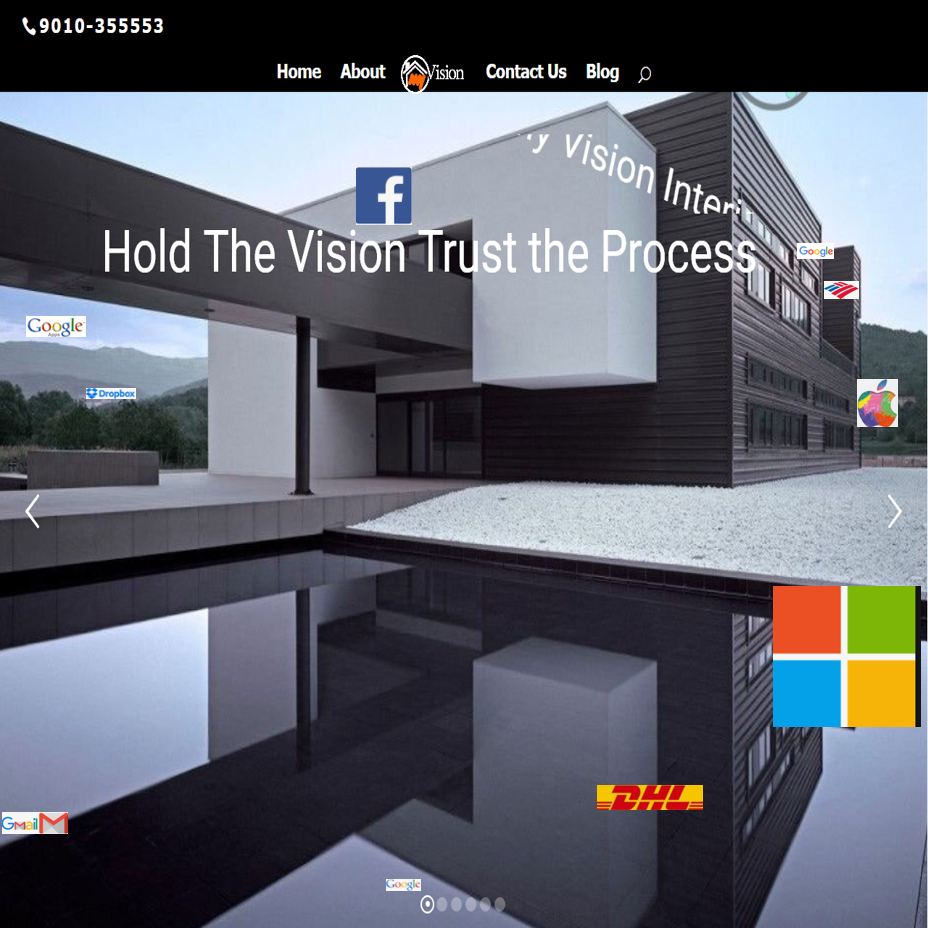 9010-355553
Home About Vision Contact Us Blog
y Vision Interi
f
Hold The Vision Trust the Process
Google
Google
Apps
Dropbox
DHL
Gmail
Google